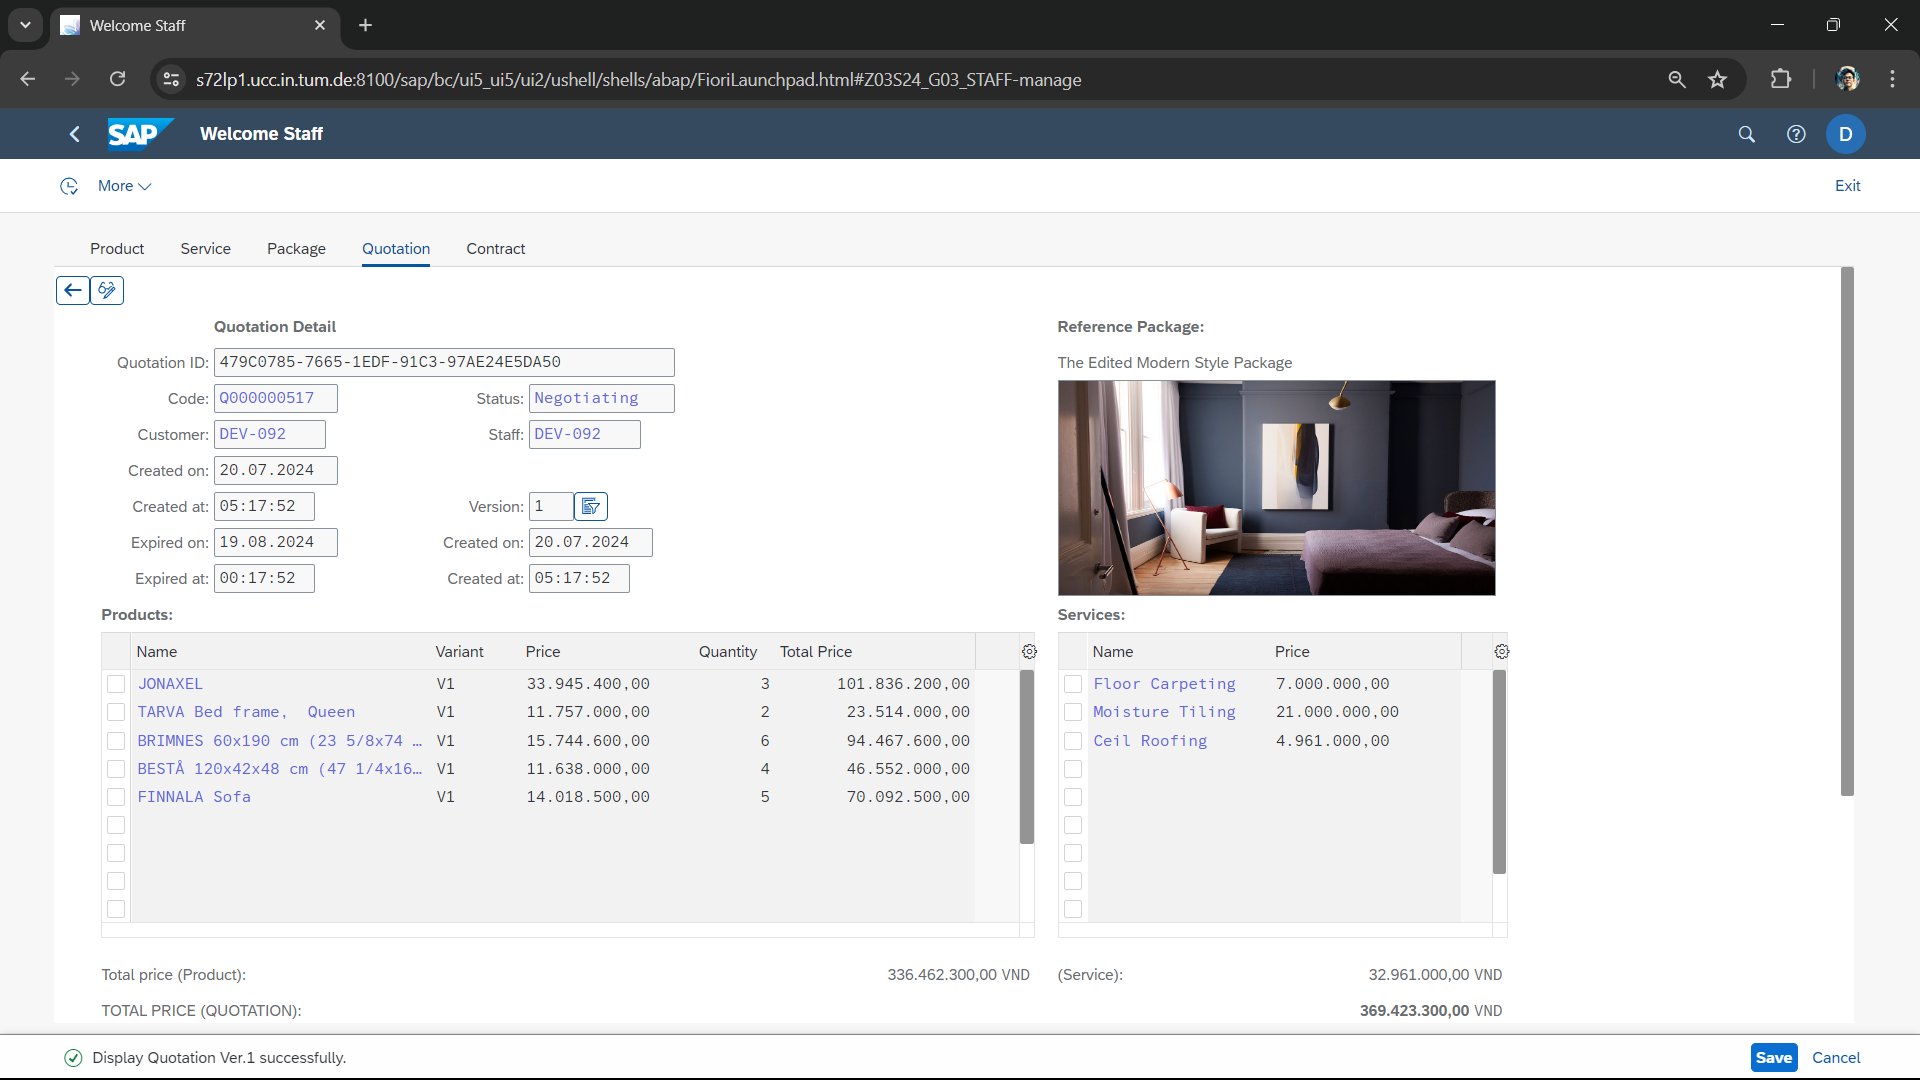 Welcome Staff
s72lp1.ucc.in.tum.de:8100/sap/bc/ui5_ui5/ui2/ushell/shells/abap/FioriLaunchpad.html#Z03S24_G03_STAFF-manage
SAP Welcome Staff D
More Exit
Product Service Package Quotation Contract
Quotation Detail
Quotation ID: 479C0785-7665-1EDF-91C3-97AE24E5DA50
Code: Q000000517 Status: Negotiating
Customer: DEV-092 Staff: DEV-092
Created on: 20.07.2024
Created at: 05:17:52 Version: 1
Expired on: 19.08.2024 Created on: 20.07.2024
Expired at: 00:17:52 Created at: 05:17:52
Reference Package:
The Edited Modern Style Package
Products:
Name Variant Price Quantity Total Price
JONAXEL V1 33.945.400,00 3 101.836.200,00
TARVA Bed frame, Queen V1 11.757.000,00 2 23.514.000,00
BRIMNES 60x190 cm (23 5/8x74 … V1 15.744.600,00 6 94.467.600,00
BESTÅ 120x42x48 cm (47 1/4x16… V1 11.638.000,00 4 46.552.000,00
FINNALA Sofa V1 14.018.500,00 5 70.092.500,00
Services:
Name Price
Floor Carpeting 7.000.000,00
Moisture Tiling 21.000.000,00
Ceil Roofing 4.961.000,00
Total price (Product): 336.462.300,00 VND (Service): 32.961.000,00 VND
TOTAL PRICE (QUOTATION): 369.423.300,00 VND
Display Quotation Ver.1 successfully. Save Cancel